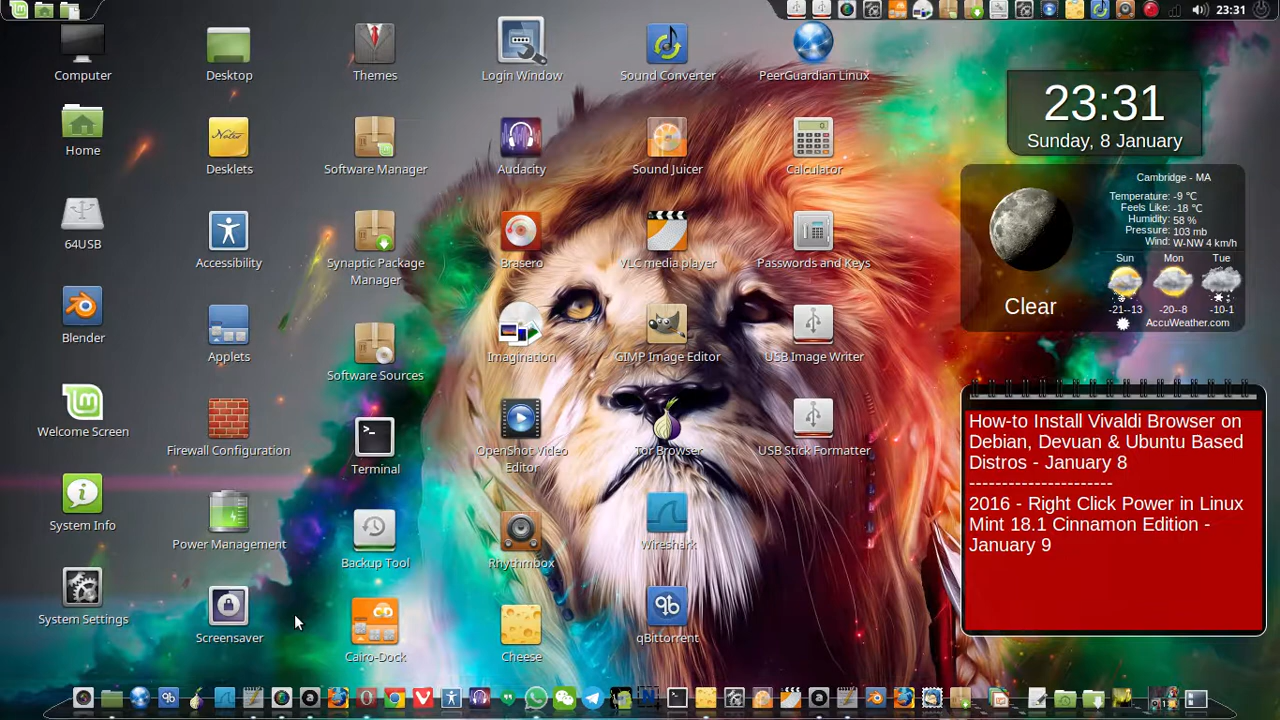 23:31
Computer
Desktop
Themes
Login Window
Sound Converter
PeerGuardian Linux
Home
Desklets
Software Manager
Audacity
Sound Juicer
Calculator
64USB
Accessibility
Synaptic Package
Manager
Brasero
VLC media player
Passwords and Keys
Blender
Applets
Software Sources
Imagination
GIMP Image Editor
USB Image Writer
Welcome Screen
Firewall Configuration
Terminal
OpenShot Video
Editor
Tor Browser
USB Stick Formatter
System Info
Power Management
Backup Tool
Rhythmbox
Wireshark
System Settings
Screensaver
Cairo-Dock
Cheese
qBittorrent
Notes
23:31
Sunday, 8 January
Cambridge - MA
Temperature: -9 °C
Feels Like: -18 °C
Humidity: 58 %
Pressure: 103 mb
Wind: W-NW 4 km/h
Clear
Sun Mon Tue
-21--13 -20--8 -10-1
AccuWeather.com
How-to Install Vivaldi Browser on
Debian, Devuan & Ubuntu Based
Distros - January 8
----------------------
2016 - Right Click Power in Linux
Mint 18.1 Cinnamon Edition -
January 9